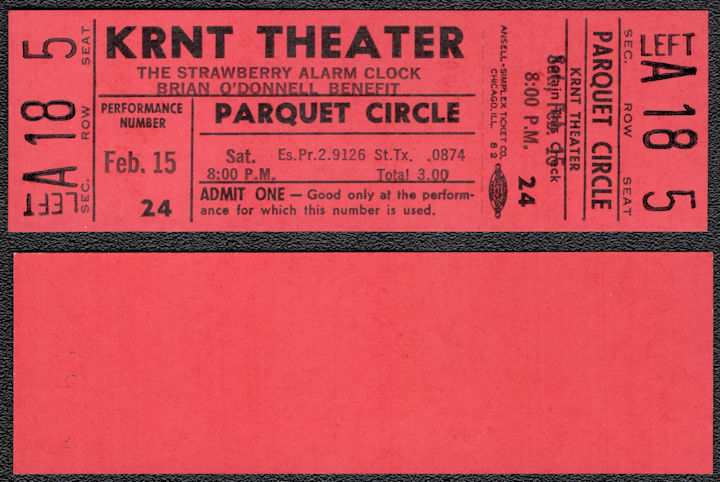 LEFT A 18 5
SEC. ROW SEAT
KRNT THEATER
THE STRAWBERRY ALARM CLOCK
BRIAN O'DONNELL BENEFIT
PERFORMANCE
NUMBER
PARQUET CIRCLE
Feb. 15
24
Sat. Es.Pr.2.9126 St.Tx. .0874
8:00 P.M. Total 3.00
ADMIT ONE — Good only at the perform-
ance for which this number is used.
ANSELL-SIMPLEX TICKET CO.
CHICAGO, ILL. 82
8:00 P.M.
24
KRNT THEATER
PARQUET CIRCLE
SEC. ROW SEAT
LEFT A 18 5